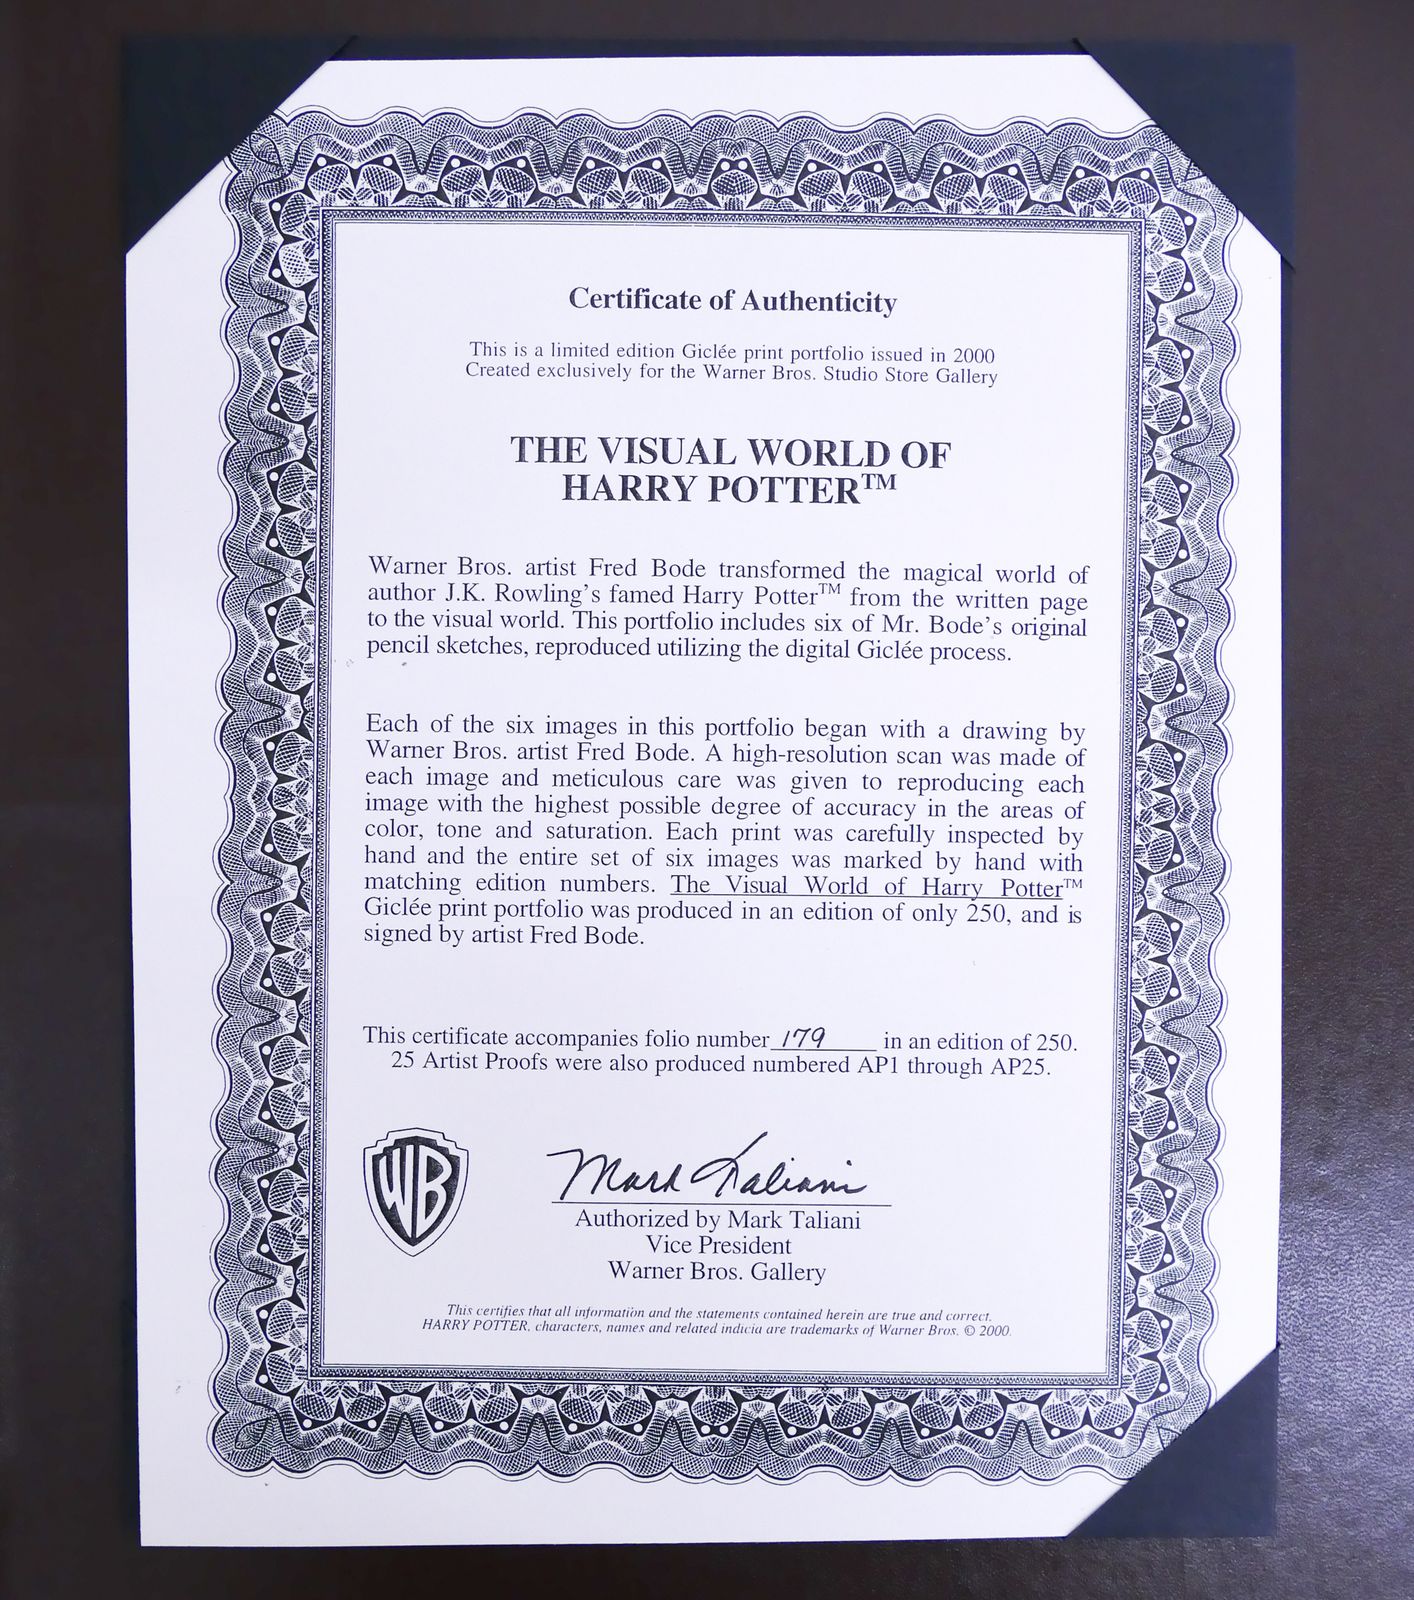 Certificate of Authenticity
This is a limited edition Giclée print portfolio issued in 2000
Created exclusively for the Warner Bros. Studio Store Gallery
THE VISUAL WORLD OF
HARRY POTTER™
Warner Bros. artist Fred Bode transformed the magical world of
author J.K. Rowling's famed Harry Potter™ from the written page
to the visual world. This portfolio includes six of Mr. Bode's original
pencil sketches, reproduced utilizing the digital Giclée process.
Each of the six images in this portfolio began with a drawing by
Warner Bros. artist Fred Bode. A high-resolution scan was made of
each image and meticulous care was given to reproducing each
image with the highest possible degree of accuracy in the areas of
color, tone and saturation. Each print was carefully inspected by
hand and the entire set of six images was marked by hand with
matching edition numbers. The Visual World of Harry Potter™
Giclée print portfolio was produced in an edition of only 250, and is
signed by artist Fred Bode.
This certificate accompanies folio number 179 in an edition of 250.
25 Artist Proofs were also produced numbered AP1 through AP25.
WB
Mark Taliani
Authorized by Mark Taliani
Vice President
Warner Bros. Gallery
This certifies that all information and the statements contained herein are true and correct.
HARRY POTTER, characters, names and related indicia are trademarks of Warner Bros. © 2000.